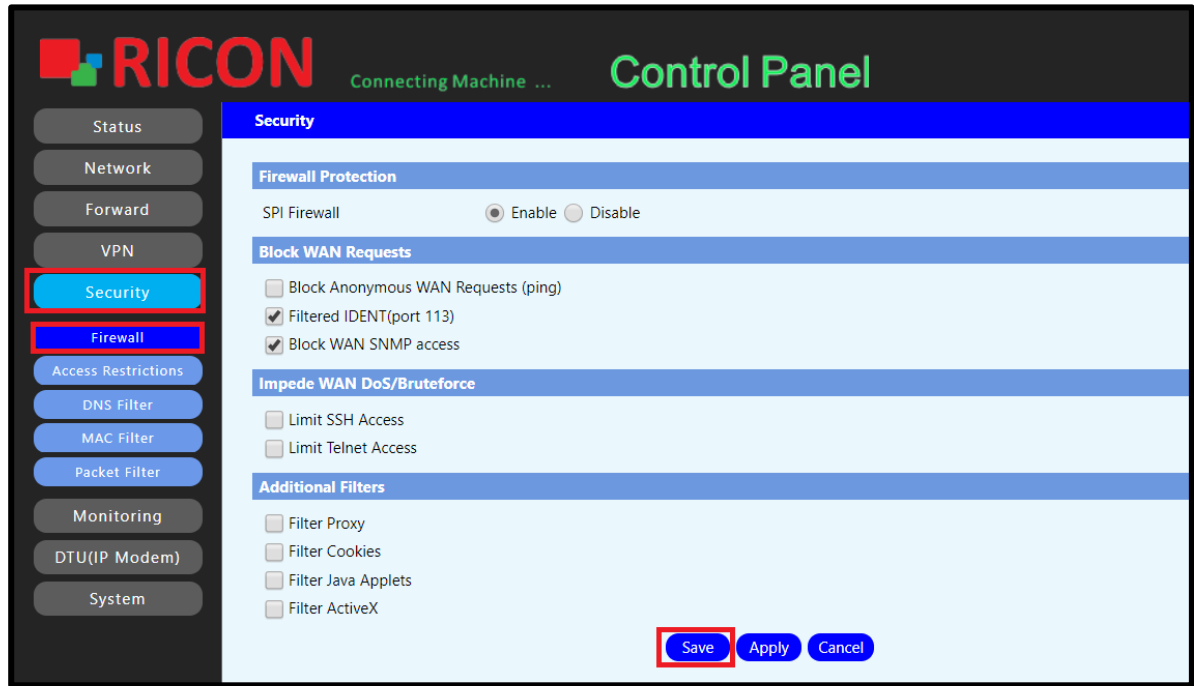 RICON
Connecting Machine ...
Control Panel
Status
Network
Forward
VPN
Security
Firewall
Access Restrictions
DNS Filter
MAC Filter
Packet Filter
Monitoring
DTU(IP Modem)
System
Security
Firewall Protection
SPI Firewall Enable Disable
Block WAN Requests
Block Anonymous WAN Requests (ping)
Filtered IDENT(port 113)
Block WAN SNMP access
Impede WAN DoS/Bruteforce
Limit SSH Access
Limit Telnet Access
Additional Filters
Filter Proxy
Filter Cookies
Filter Java Applets
Filter ActiveX
Save Apply Cancel